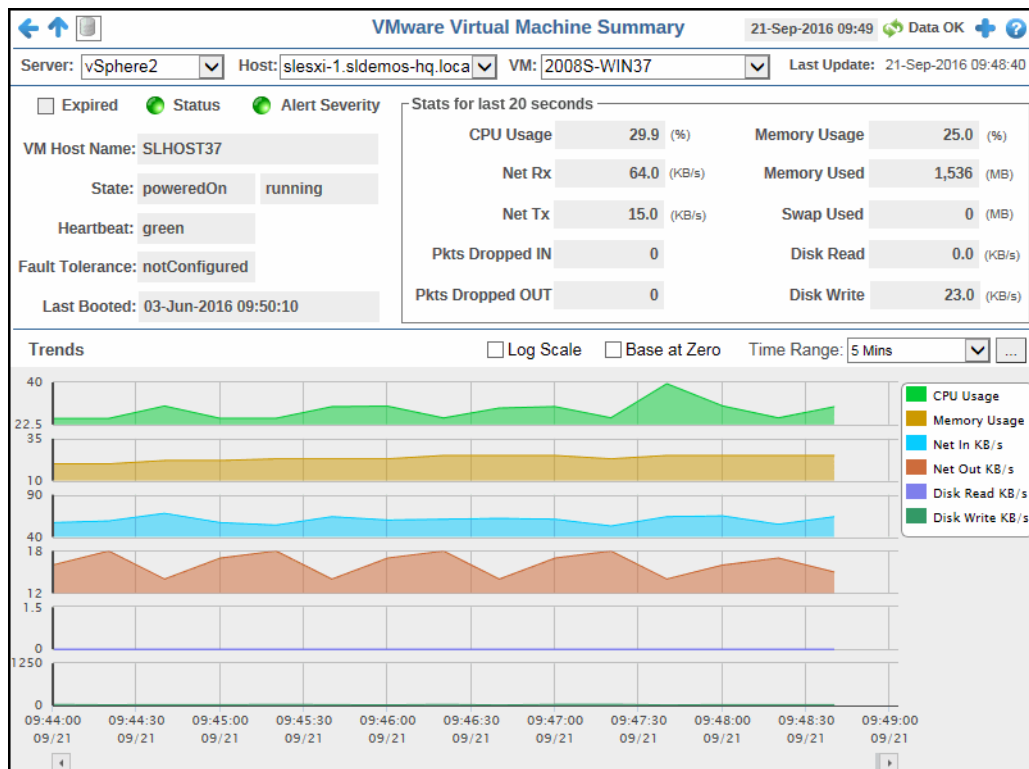 VMware Virtual Machine Summary 21-Sep-2016 09:49 Data OK
Server: vSphere2 Host: slesxi-1.sldemos-hq.loca VM: 2008S-WIN37 Last Update: 21-Sep-2016 09:48:40
Expired Status Alert Severity
VM Host Name: SLHOST37
State: poweredOn running
Heartbeat: green
Fault Tolerance: notConfigured
Last Booted: 03-Jun-2016 09:50:10
Stats for last 20 seconds
CPU Usage 29.9 (%) Memory Usage 25.0 (%)
Net Rx 64.0 (KB/s) Memory Used 1,536 (MB)
Net Tx 15.0 (KB/s) Swap Used 0 (MB)
Pkts Dropped IN 0 Disk Read 0.0 (KB/s)
Pkts Dropped OUT 0 Disk Write 23.0 (KB/s)
Trends Log Scale Base at Zero Time Range: 5 Mins ...
40
22.5
35
10
90
40
18
12
1.5
0
1250
0
CPU Usage
Memory Usage
Net In KB/s
Net Out KB/s
Disk Read KB/s
Disk Write KB/s
09:44:00 09:44:30 09:45:00 09:45:30 09:46:00 09:46:30 09:47:00 09:47:30 09:48:00 09:48:30 09:49:00
09/21 09/21 09/21 09/21 09/21 09/21 09/21 09/21 09/21 09/21 09/21